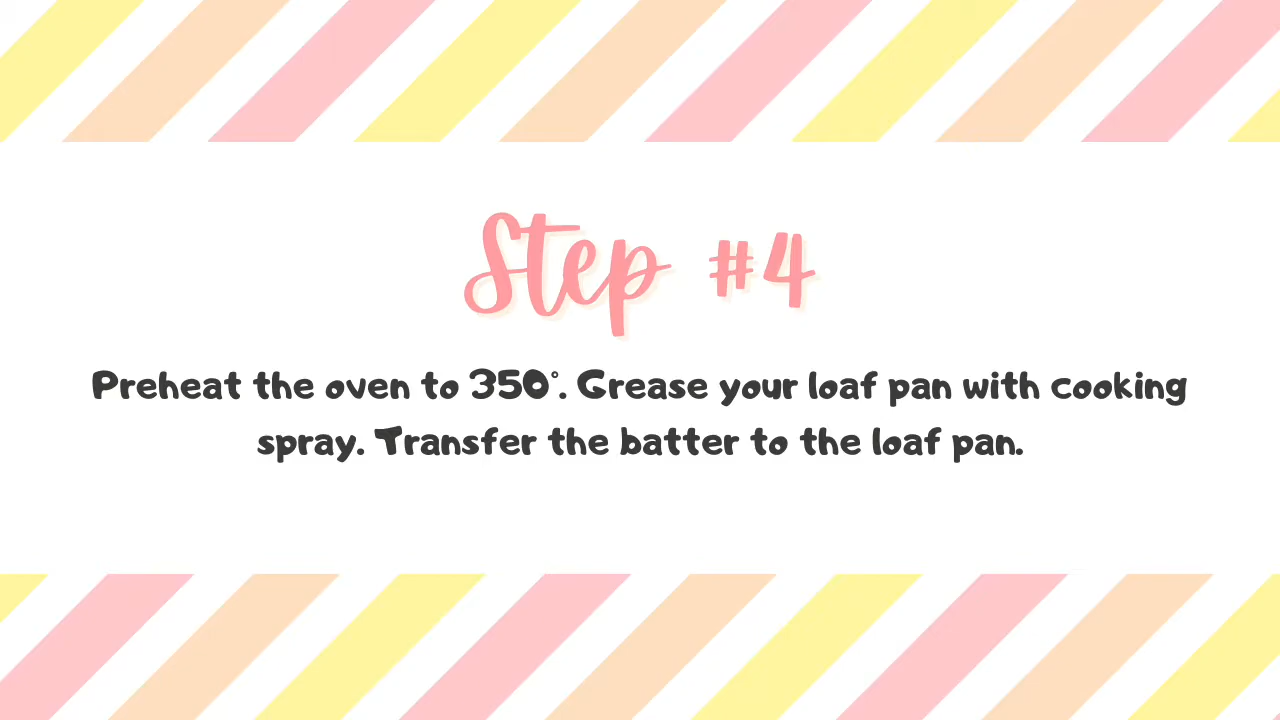 Step #4
Preheat the oven to 350°. Grease your loaf pan with cooking
spray. Transfer the batter to the loaf pan.